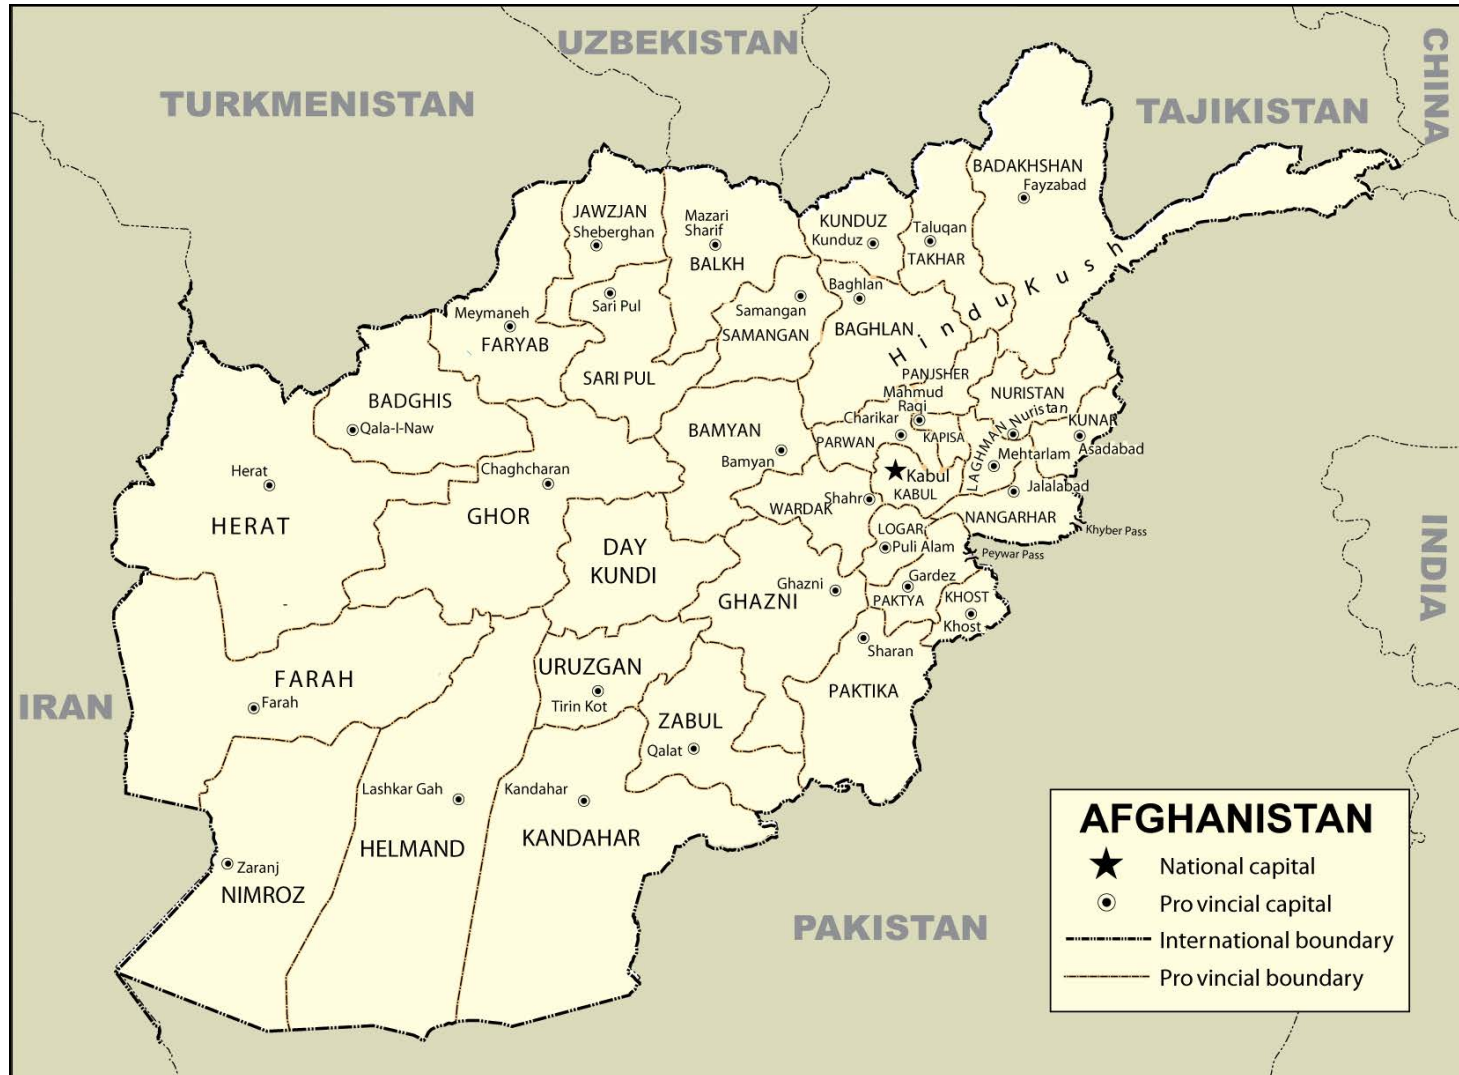 UZBEKISTAN
TURKMENISTAN
TAJIKISTAN
CHINA
INDIA
IRAN
PAKISTAN
BADAKHSHAN
Fayzabad
JAWZJAN
Sheberghan
Mazari
Sharif
BALKH
KUNDUZ
Kunduz
Taluqan
TAKHAR
Hindu Kush
Sari Pul
SARI PUL
Samangan
SAMANGAN
Baghlan
BAGHLAN
Meymaneh
FARYAB
PANJSHER
Mahmud
Raqi
NURISTAN
Nuristan
KUNAR
Asadabad
BADGHIS
Qala-I-Naw
BAMYAN
Bamyan
Charikar
PARWAN
KAPISA
LAGHMAN
Mehtarlam
Herat
HERAT
Chaghcharan
GHOR
Kabul
KABUL
Jalalabad
NANGARHAR
Khyber Pass
Peywar Pass
Shahr
WARDAK
LOGAR
Puli Alam
DAY
KUNDI
Ghazni
GHAZNI
Gardez
PAKTYA
KHOST
Khost
Sharan
PAKTIKA
FARAH
Farah
URUZGAN
Tirin Kot
ZABUL
Qalat
Lashkar Gah
HELMAND
Kandahar
KANDAHAR
Zaranj
NIMROZ
AFGHANISTAN
National capital
Provincial capital
International boundary
Provincial boundary